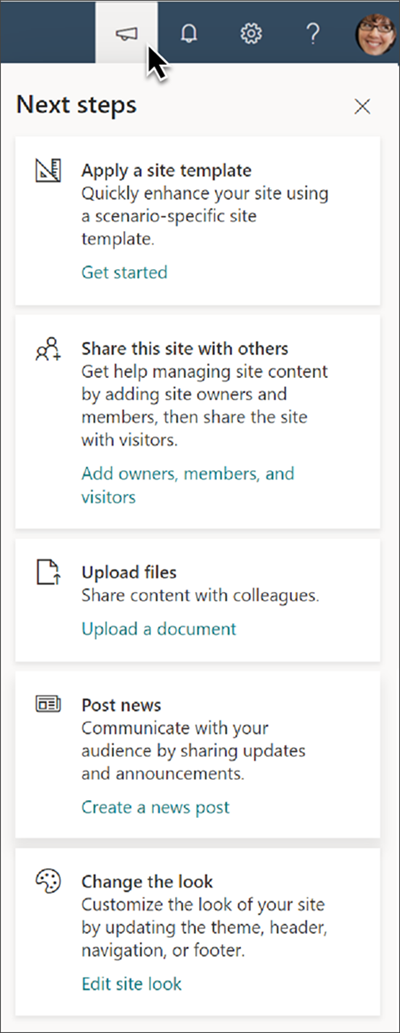 Next steps
Apply a site template
Quickly enhance your site using
a scenario-specific site
template.
Get started
Share this site with others
Get help managing site content
by adding site owners and
members, then share the site
with visitors.
Add owners, members, and
visitors
Upload files
Share content with colleagues.
Upload a document
Post news
Communicate with your
audience by sharing updates
and announcements.
Create a news post
Change the look
Customize the look of your site
by updating the theme, header,
navigation, or footer.
Edit site look